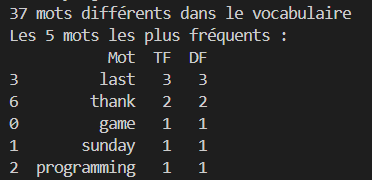 37 mots différents dans le vocabulaire
Les 5 mots les plus fréquents :
Mot TF DF
3 last 3 3
6 thank 2 2
0 game 1 1
1 sunday 1 1
2 programming 1 1